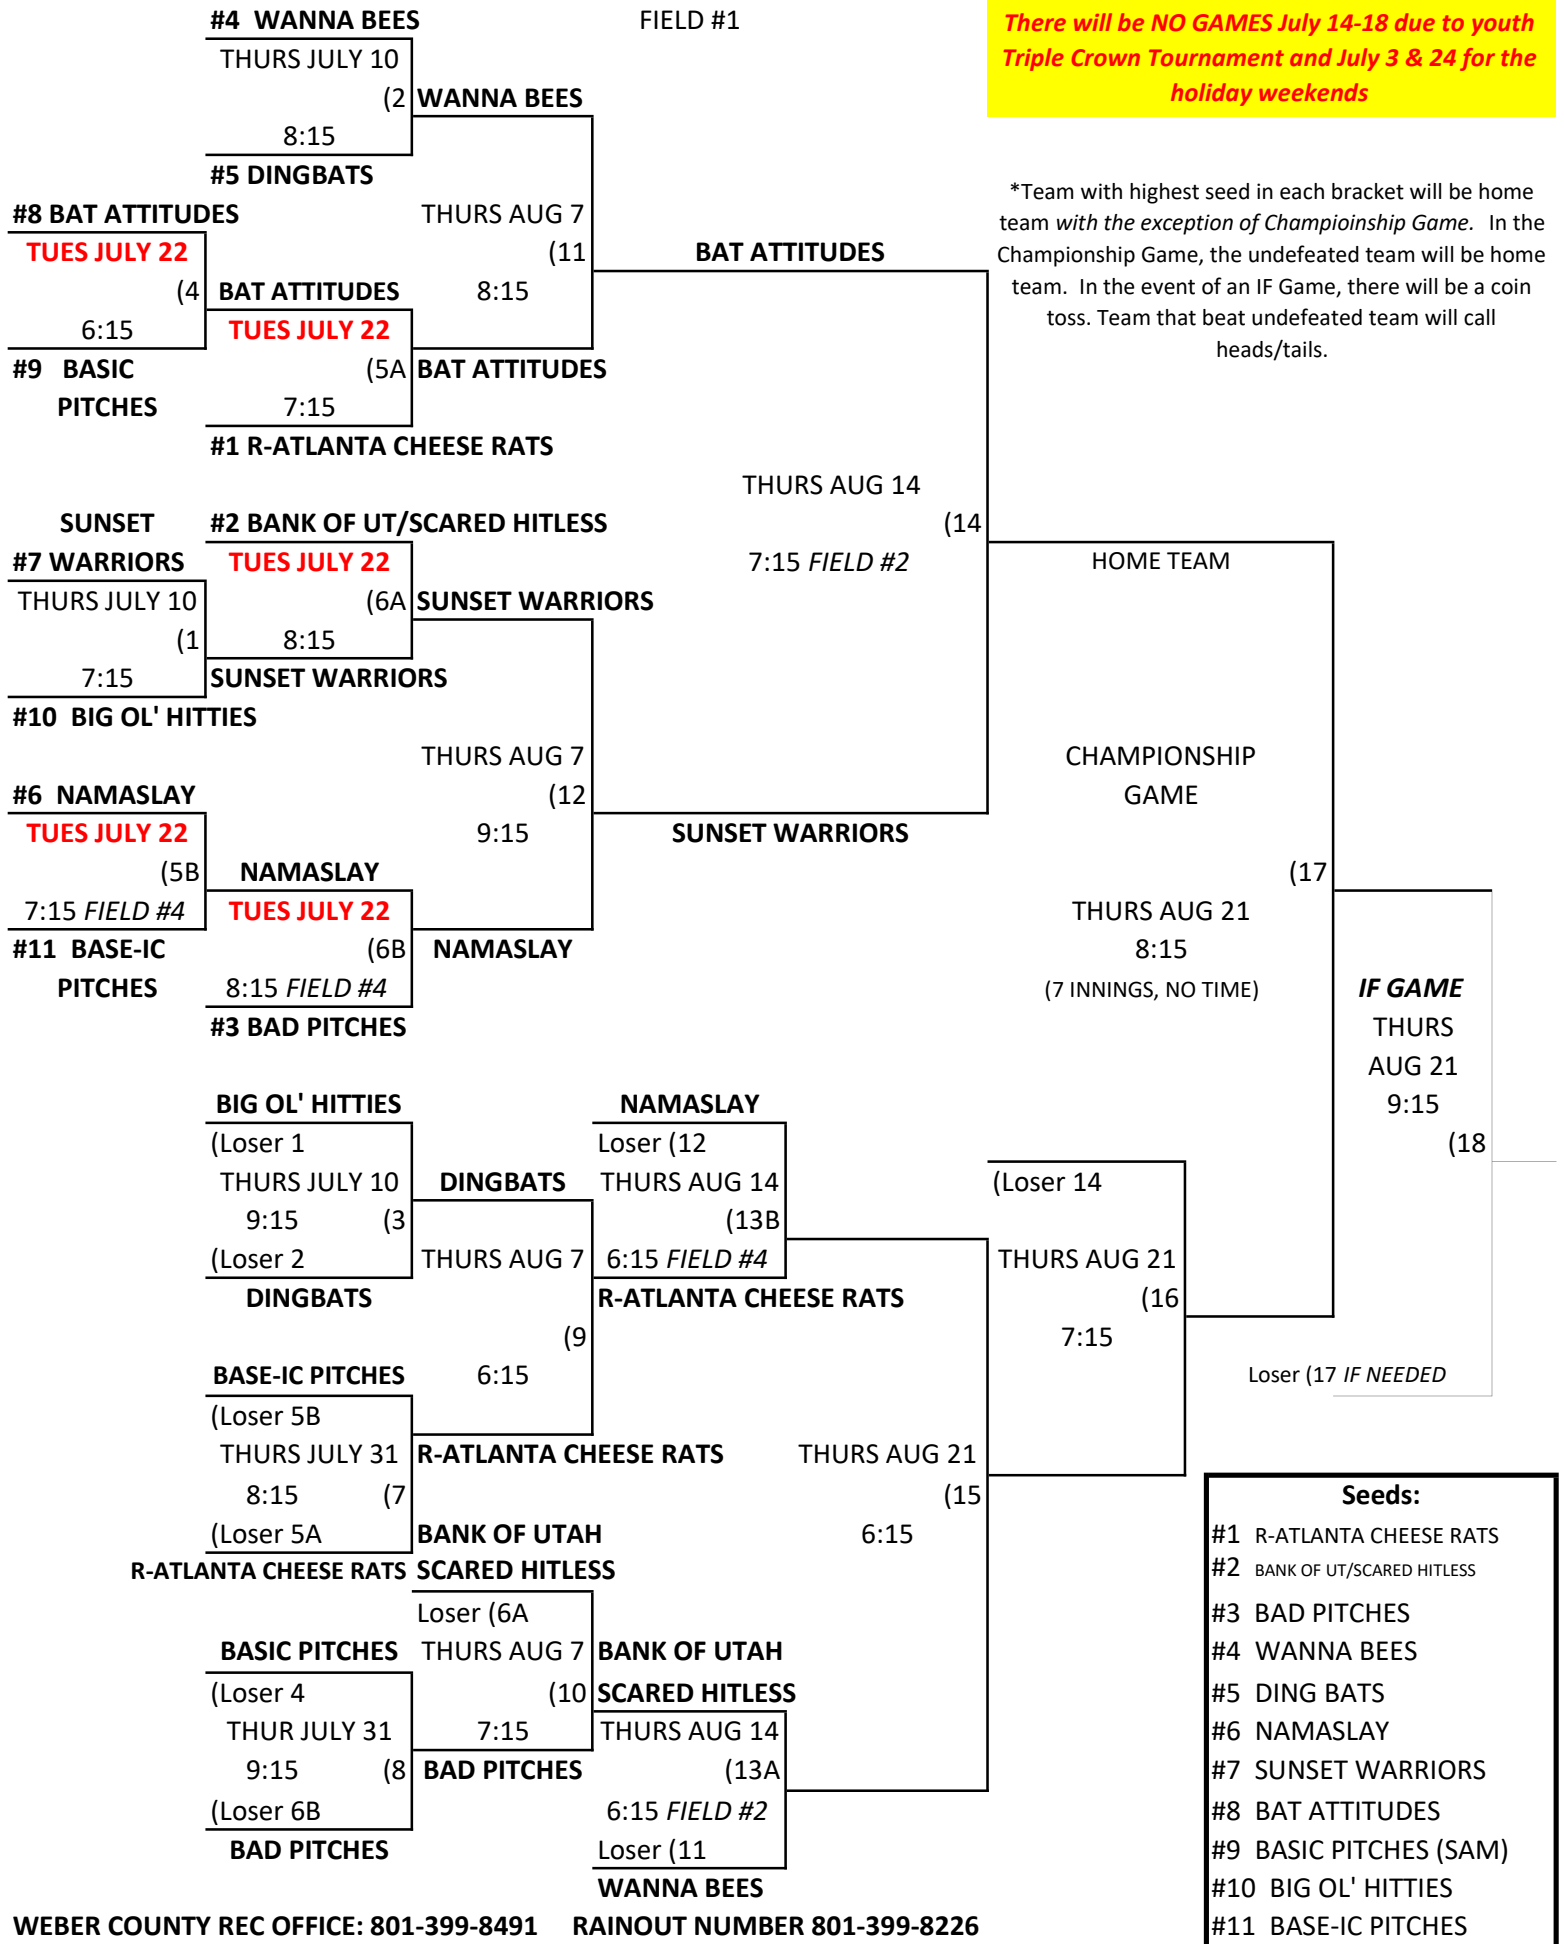 #4 WANNA BEES
FIELD #1
There will be NO GAMES July 14-18 due to youth
Triple Crown Tournament and July 3 & 24 for the
holiday weekends
THURS JULY 10
(2
WANNA BEES
8:15
#5 DINGBATS
*Team with highest seed in each bracket will be home
team with the exception of Champioinship Game. In the
Championship Game, the undefeated team will be home
team. In the event of an IF Game, there will be a coin
toss. Team that beat undefeated team will call
heads/tails.
#8 BAT ATTITUDES
THURS AUG 7
TUES JULY 22
(11
BAT ATTITUDES
(4
BAT ATTITUDES
8:15
6:15
TUES JULY 22
#9 BASIC
PITCHES
(5A
BAT ATTITUDES
7:15
#1 R-ATLANTA CHEESE RATS
THURS AUG 14
(14
7:15 FIELD #2
SUNSET
#7 WARRIORS
#2 BANK OF UT/SCARED HITLESS
TUES JULY 22
HOME TEAM
THURS JULY 10
(6A
SUNSET WARRIORS
(1
8:15
7:15
SUNSET WARRIORS
#10 BIG OL' HITTIES
THURS AUG 7
(12
9:15
CHAMPIONSHIP
GAME
#6 NAMASLAY
TUES JULY 22
SUNSET WARRIORS
(5B
NAMASLAY
(17
7:15 FIELD #4
TUES JULY 22
THURS AUG 21
#11 BASE-IC
PITCHES
(6B
NAMASLAY
8:15
8:15 FIELD #4
(7 INNINGS, NO TIME)
IF GAME
#3 BAD PITCHES
THURS
AUG 21
9:15
(18
BIG OL' HITTIES
NAMASLAY
(Loser 1
Loser (12
THURS JULY 10
DINGBATS
THURS AUG 14
(Loser 14
9:15
(3
(13B
(Loser 2
THURS AUG 7
6:15 FIELD #4
THURS AUG 21
DINGBATS
R-ATLANTA CHEESE RATS
(16
(9
7:15
BASE-IC PITCHES
6:15
Loser (17 IF NEEDED
(Loser 5B
THURS JULY 31
R-ATLANTA CHEESE RATS
THURS AUG 21
8:15
(7
(15
(Loser 5A
BANK OF UTAH
6:15
R-ATLANTA CHEESE RATS
SCARED HITLESS
Loser (6A
BASIC PITCHES
THURS AUG 7
BANK OF UTAH
(Loser 4
(10
SCARED HITLESS
THUR JULY 31
7:15
THURS AUG 14
9:15
(8
BAD PITCHES
(13A
(Loser 6B
6:15 FIELD #2
BAD PITCHES
Loser (11
WANNA BEES
Seeds:
#1 R-ATLANTA CHEESE RATS
#2 BANK OF UT/SCARED HITLESS
#3 BAD PITCHES
#4 WANNA BEES
#5 DING BATS
#6 NAMASLAY
#7 SUNSET WARRIORS
#8 BAT ATTITUDES
#9 BASIC PITCHES (SAM)
#10 BIG OL' HITTIES
#11 BASE-IC PITCHES
WEBER COUNTY REC OFFICE: 801-399-8491 RAINOUT NUMBER 801-399-8226